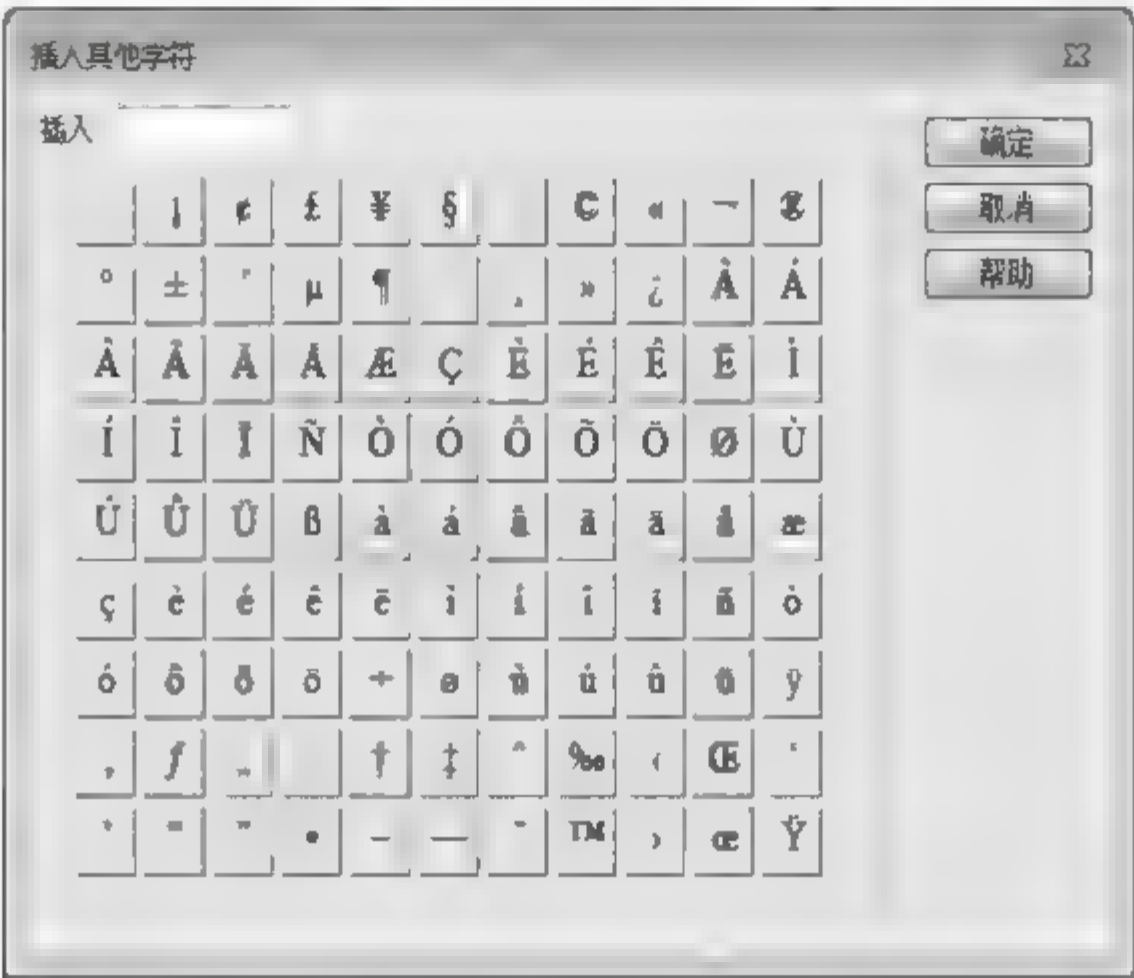 插入其他字符
插入
确定
取消
帮助
¡ ¢ £ ¥ § © « ¬ ®
° ± ´ µ ¶ ¸ » ¿ À Á
Â Ã Ä Å Æ Ç È É Ê Ë Ì
Í Î Ï Ñ Ò Ó Ô Õ Ö Ø Ù
Ú Û Ü ß à á â ã ä å æ
ç è é ê ë ì í î ï ñ ò
ó ô õ ö ÷ ø ù ú û ü ÿ
‚ ƒ „ † ‡ ˆ ‰ ‹ Œ ‘
’ “ ” • – — ˜ ™ › œ Ÿ